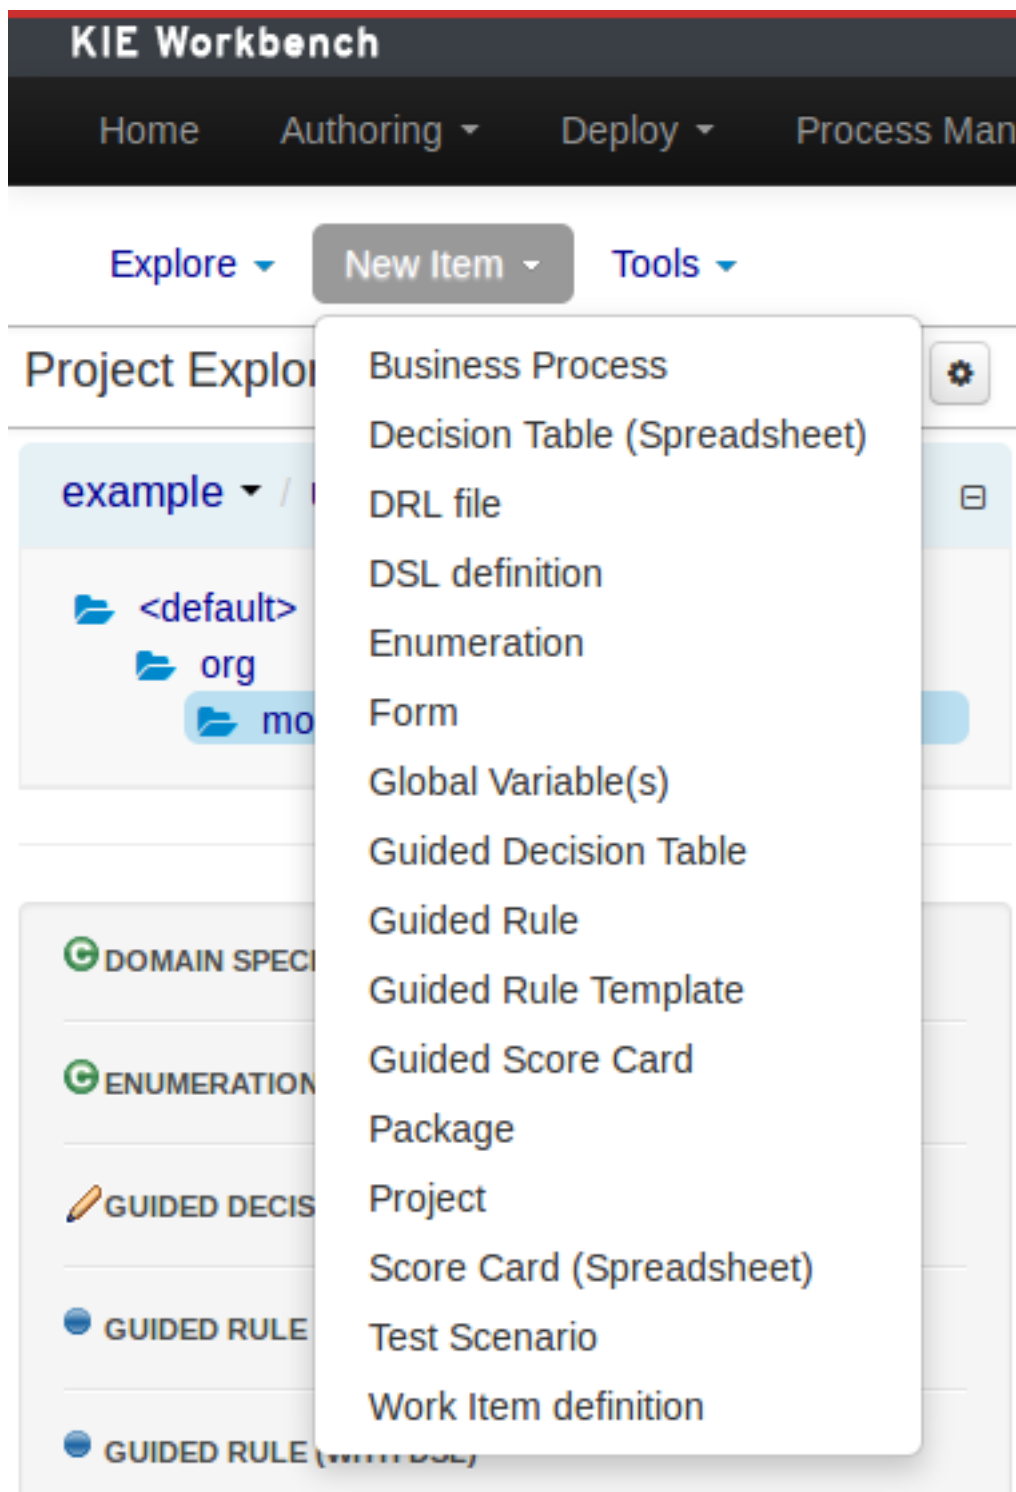 KIE Workbench
Home Authoring Deploy Process Man
Explore New Item Tools
Project Explor
example /
<default>
org
mo
Business Process
Decision Table (Spreadsheet)
DRL file
DSL definition
Enumeration
Form
Global Variable(s)
Guided Decision Table
Guided Rule
Guided Rule Template
Guided Score Card
Package
Project
Score Card (Spreadsheet)
Test Scenario
Work Item definition
DOMAIN SPECI
ENUMERATION
GUIDED DECIS
GUIDED RULE
GUIDED RULE (WITH DSL)